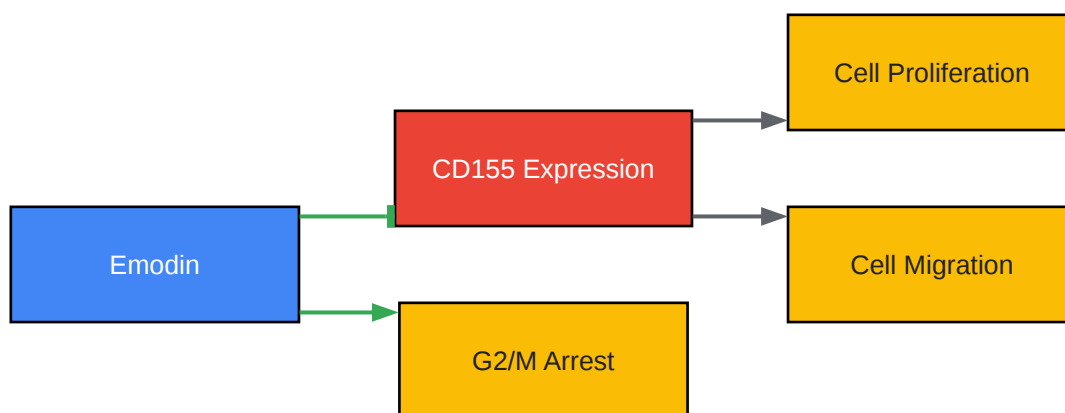 Cell Proliferation
CD155 Expression
Emodin
Cell Migration
G2/M Arrest